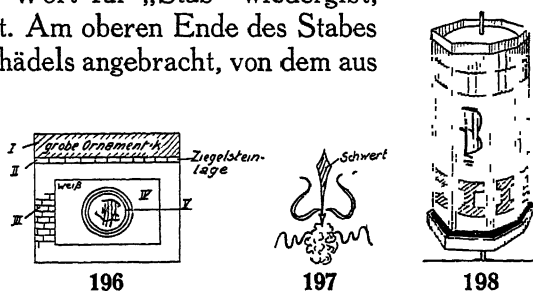 Wort für „Stab" wiedergibt,
t. Am oberen Ende des Stabes
hädels angebracht, von dem aus
I
grobe Ornamentik
II
Ziegelstein-
lage
weiß
IV
V
III
Schwert
196
197
198